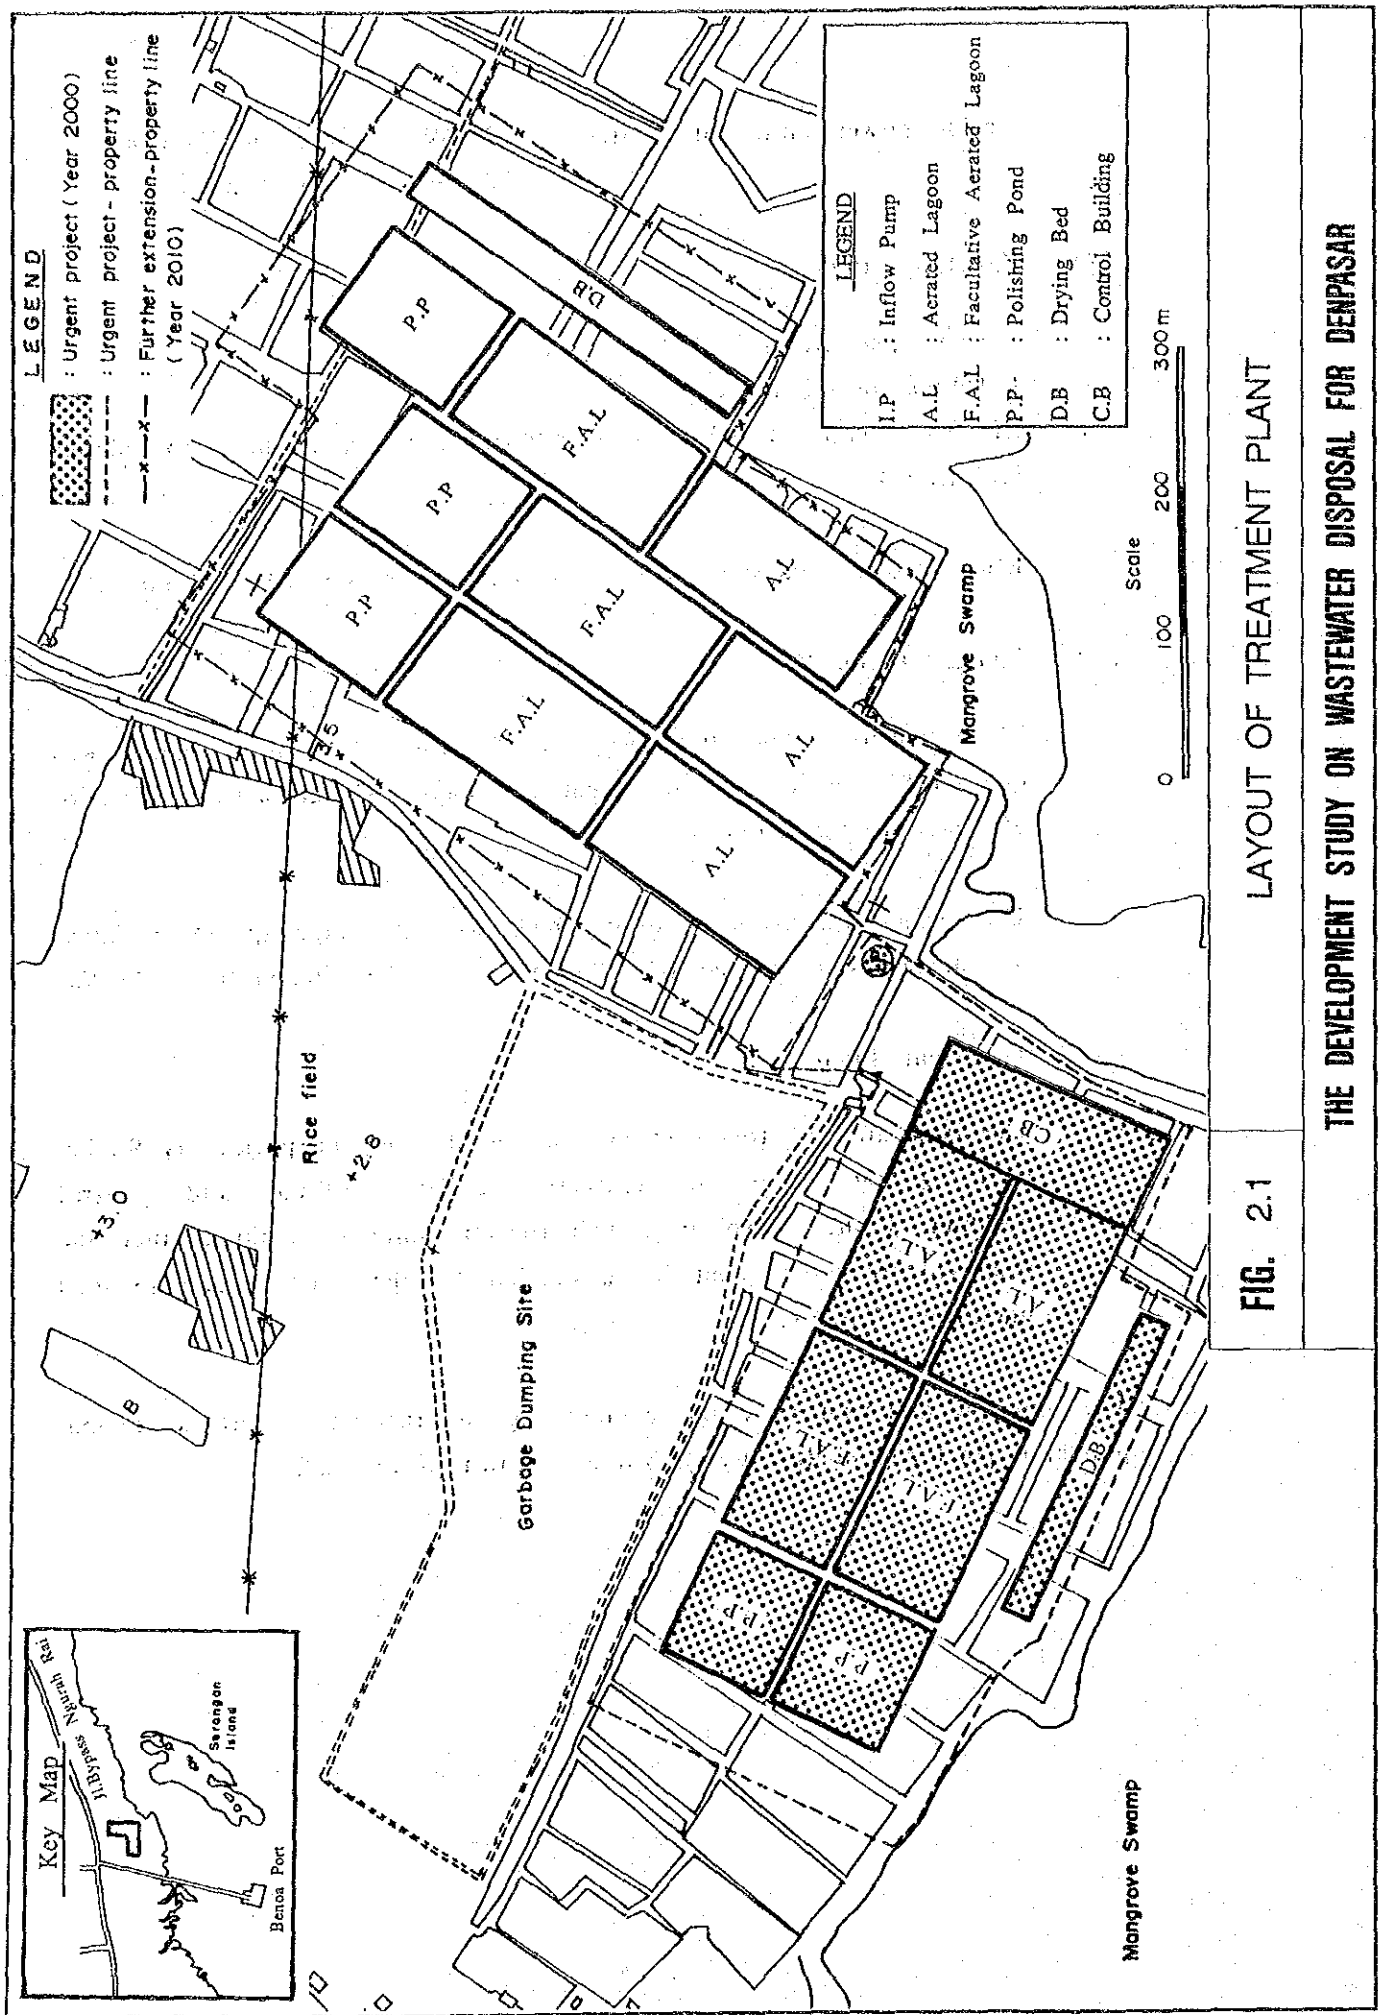 Key Map
Jl.Bypass Ngurah Rai
Serangan
Island
Benoa Port
LEGEND
: Urgent project ( Year 2000)
: Urgent project - property line
: Further extension-property line
( Year 2010)
+3.0
8
Rice field
+2.8
3.5
Garbage Dumping Site
P.P
P.P
P.P
F.A.L
F.A.L
F.A.L
A.L
A.L
A.L
D.B
I.P
CB
A.L
A.L
F.A.L
F.A.L
P.P
P.P
D.B.
Mangrove Swamp
Mangrove Swamp
LEGEND
I.P : Inflow Pump
A.L : Acrated Lagoon
F.A.L : Facultative Aerated Lagoon
P.P. : Polishing Pond
D.B : Drying Bed
C.B : Control Building
Scale
0 100 200 300m
FIG. 2.1
LAYOUT OF TREATMENT PLANT
THE DEVELOPMENT STUDY ON WASTEWATER DISPOSAL FOR DENPASAR